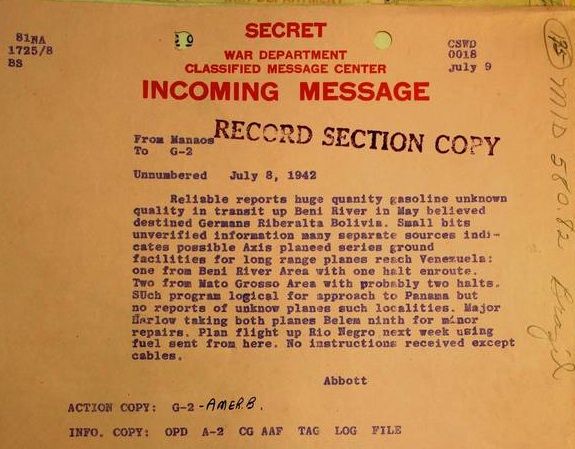 SECRET
81NA
1725/8
BS
WAR DEPARTMENT
CLASSIFIED MESSAGE CENTER
INCOMING MESSAGE
CSWD
0018
July 9
RECORD SECTION COPY
From Manaos
To G-2
Unnumbered July 8, 1942
Reliable reports huge quanity gasoline unknown
quality in transit up Beni River in May believed
destined Germans Riberalta Bolivia. Small bits
unverified information many separate sources indi-
cates possible Axis planeed series ground
facilities for long range planes reach Venezuela:
one from Beni River Area with one halt enroute.
Two from Mato Grosso Area with probably two halts.
Such program logical for approach to Panama but
no reports of unknow planes such localities. Major
Harlow taking both planes Belem ninth for minor
repairs. Plan flight up Rio Negro next week using
fuel sent from here. No instructions received except
cables.
Abbott
ACTION COPY: G-2-AMER.B.
INFO. COPY: OPD A-2 CG AAF TAG LOG FILE
MID 580.82 Brazil